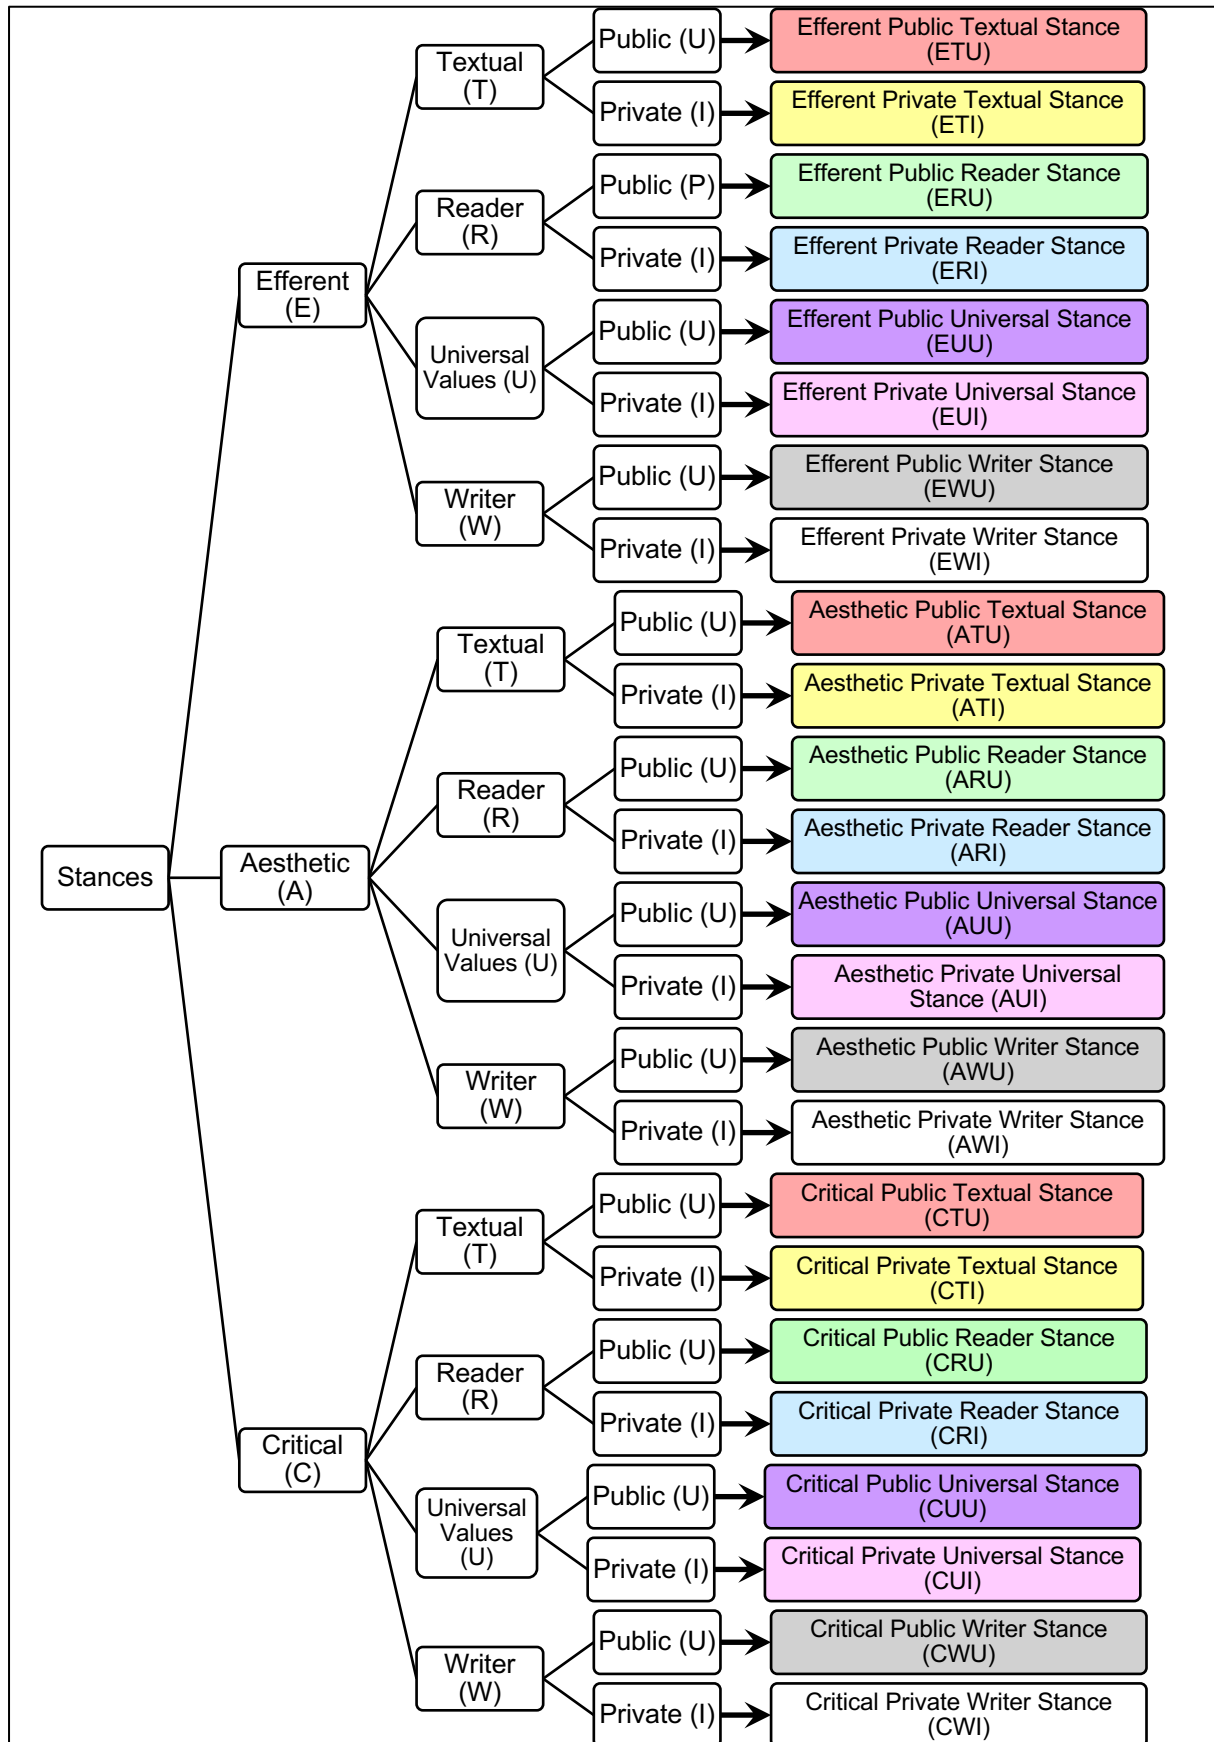 Stances
Efferent
(E)
Textual
(T)
Public (U)
Efferent Public Textual Stance
(ETU)
Private (I)
Efferent Private Textual Stance
(ETI)
Reader
(R)
Public (P)
Efferent Public Reader Stance
(ERU)
Private (I)
Efferent Private Reader Stance
(ERI)
Universal
Values (U)
Public (U)
Efferent Public Universal Stance
(EUU)
Private (I)
Efferent Private Universal Stance
(EUI)
Writer
(W)
Public (U)
Efferent Public Writer Stance
(EWU)
Private (I)
Efferent Private Writer Stance
(EWI)
Aesthetic
(A)
Textual
(T)
Public (U)
Aesthetic Public Textual Stance
(ATU)
Private (I)
Aesthetic Private Textual Stance
(ATI)
Reader
(R)
Public (U)
Aesthetic Public Reader Stance
(ARU)
Private (I)
Aesthetic Private Reader Stance
(ARI)
Universal
Values (U)
Public (U)
Aesthetic Public Universal Stance
(AUU)
Private (I)
Aesthetic Private Universal
Stance (AUI)
Writer
(W)
Public (U)
Aesthetic Public Writer Stance
(AWU)
Private (I)
Aesthetic Private Writer Stance
(AWI)
Critical
(C)
Textual
(T)
Public (U)
Critical Public Textual Stance
(CTU)
Private (I)
Critical Private Textual Stance
(CTI)
Reader
(R)
Public (U)
Critical Public Reader Stance
(CRU)
Private (I)
Critical Private Reader Stance
(CRI)
Universal
Values
(U)
Public (U)
Critical Public Universal Stance
(CUU)
Private (I)
Critical Private Universal Stance
(CUI)
Writer
(W)
Public (U)
Critical Public Writer Stance
(CWU)
Private (I)
Critical Private Writer Stance
(CWI)